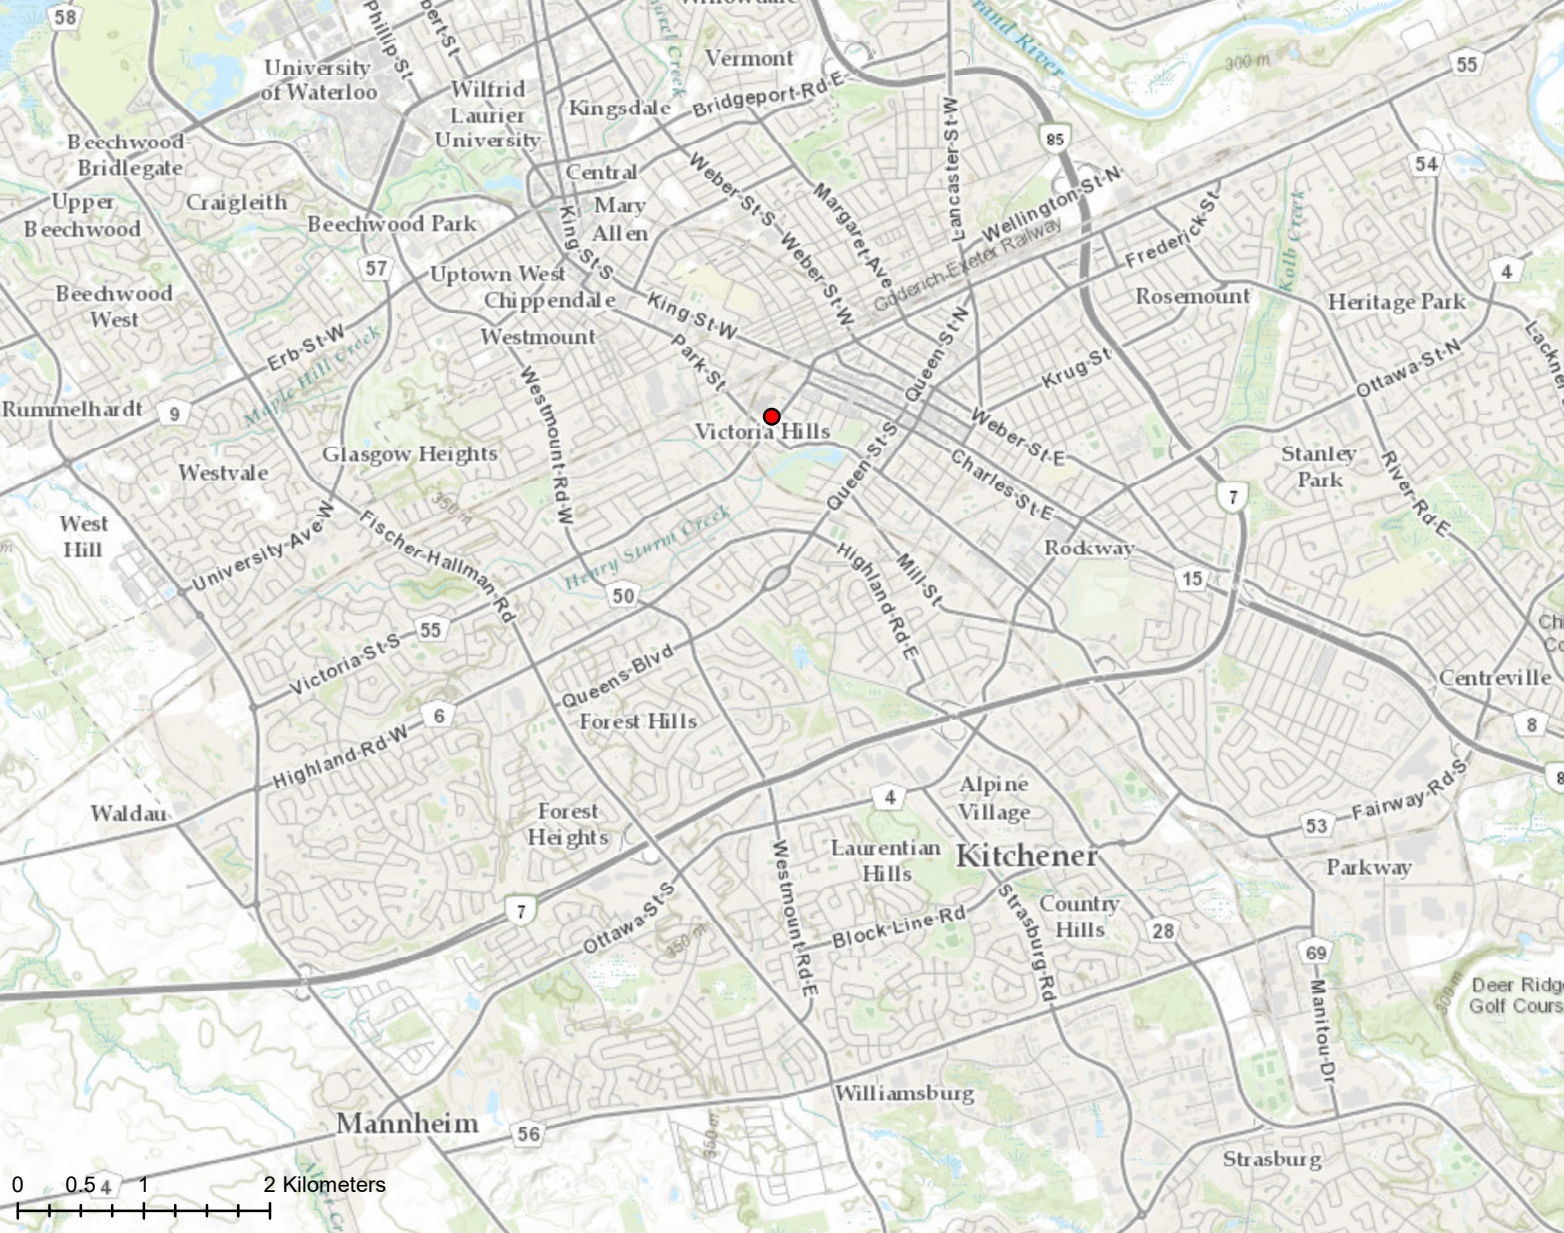 58
Phillip-St
University
of Waterloo
Wilfrid
Laurier
University
Kingsdale
Vermont
Bridgeport-Rd-E
Grand River
300 m
55
85
54
Beechwood
Bridlegate
Upper
Beechwood
Craigleith
Beechwood Park
Central
Mary
Allen
Weber-St-S
Margaret-Ave
Lancaster-St-W
Wellington-St-N
Goderich-Exeter Railway
Frederick-St
Kolb Creek
4
57
Uptown West
Chippendale
King-St-S
Weber-St-W
Rosemount
Heritage Park
Beechwood
West
Erb-St-W
Maple Hill Creek
Westmount
King-St-W
Park-St
Queen-St-N
Krug-St
Ottawa-St-N
Rummelhardt
9
Westmount-Rd-W
Victoria Hills
Weber-St-E
Westvale
Glasgow Heights
350 m
Queen-St-S
Charles-St-E
7
Stanley
Park
River-Rd-E
West
Hill
University-Ave-W
Fischer-Hallman-Rd
Henry Sturm Creek
50
Highland-Rd-E
Mill-St
Rockway
15
55
Victoria-St-S
Queens-Blvd
Centreville
6
Highland-Rd-W
Forest Hills
8
Waldau
Forest
Heights
4
Alpine
Village
53
Fairway-Rd-S
Laurentian
Hills
Kitchener
Parkway
7
Ottawa-St-S
350 m
Westmount-Rd-E
Block-Line-Rd
Strasburg-Rd
Country
Hills
28
69
Manitou-Dr
300 m
Williamsburg
Mannheim
56
350 m
Strasburg
4
0 0.5 1 2 Kilometers